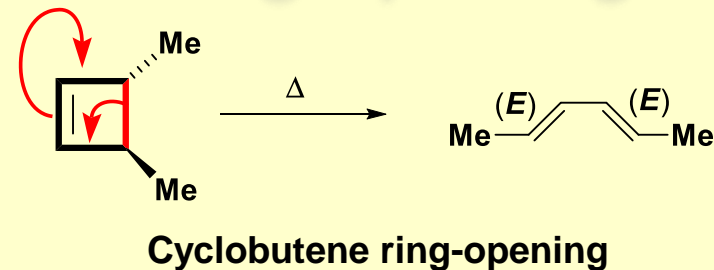 Me
Δ
(E) (E)
Me Me
Me
Cyclobutene ring-opening